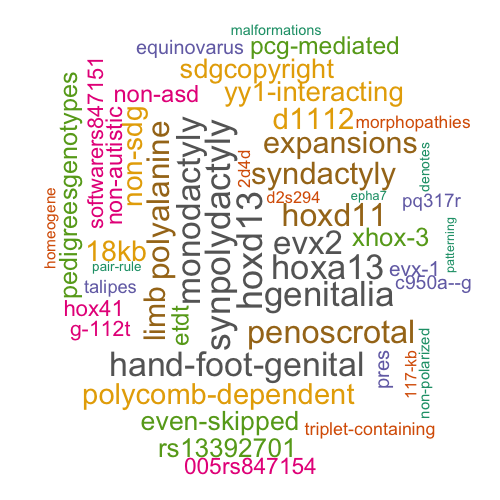 malformations
equinovarus
pcg-mediated
sdgcopyright
non-asd
yy1-interacting
d1112
morphopathies
expansions
syndactyly
denotes
2d4d
d2s294
epha7
pq317r
hoxd11
softwarers847151
pedigreesgenotypes
non-autistic
non-sdg
polyalanine
monodactyly
synpolydactyly
hoxd13
homeogene
evx2
xhox-3
patterning
18kb
pair-rule
hoxa13
evx-1
c950a--g
talipes
genitalia
hox41
g-112t
limb
etdt
penoscrotal
hand-foot-genital
pres
117-kb
non-polarized
polycomb-dependent
even-skipped
triplet-containing
rs13392701
005rs847154